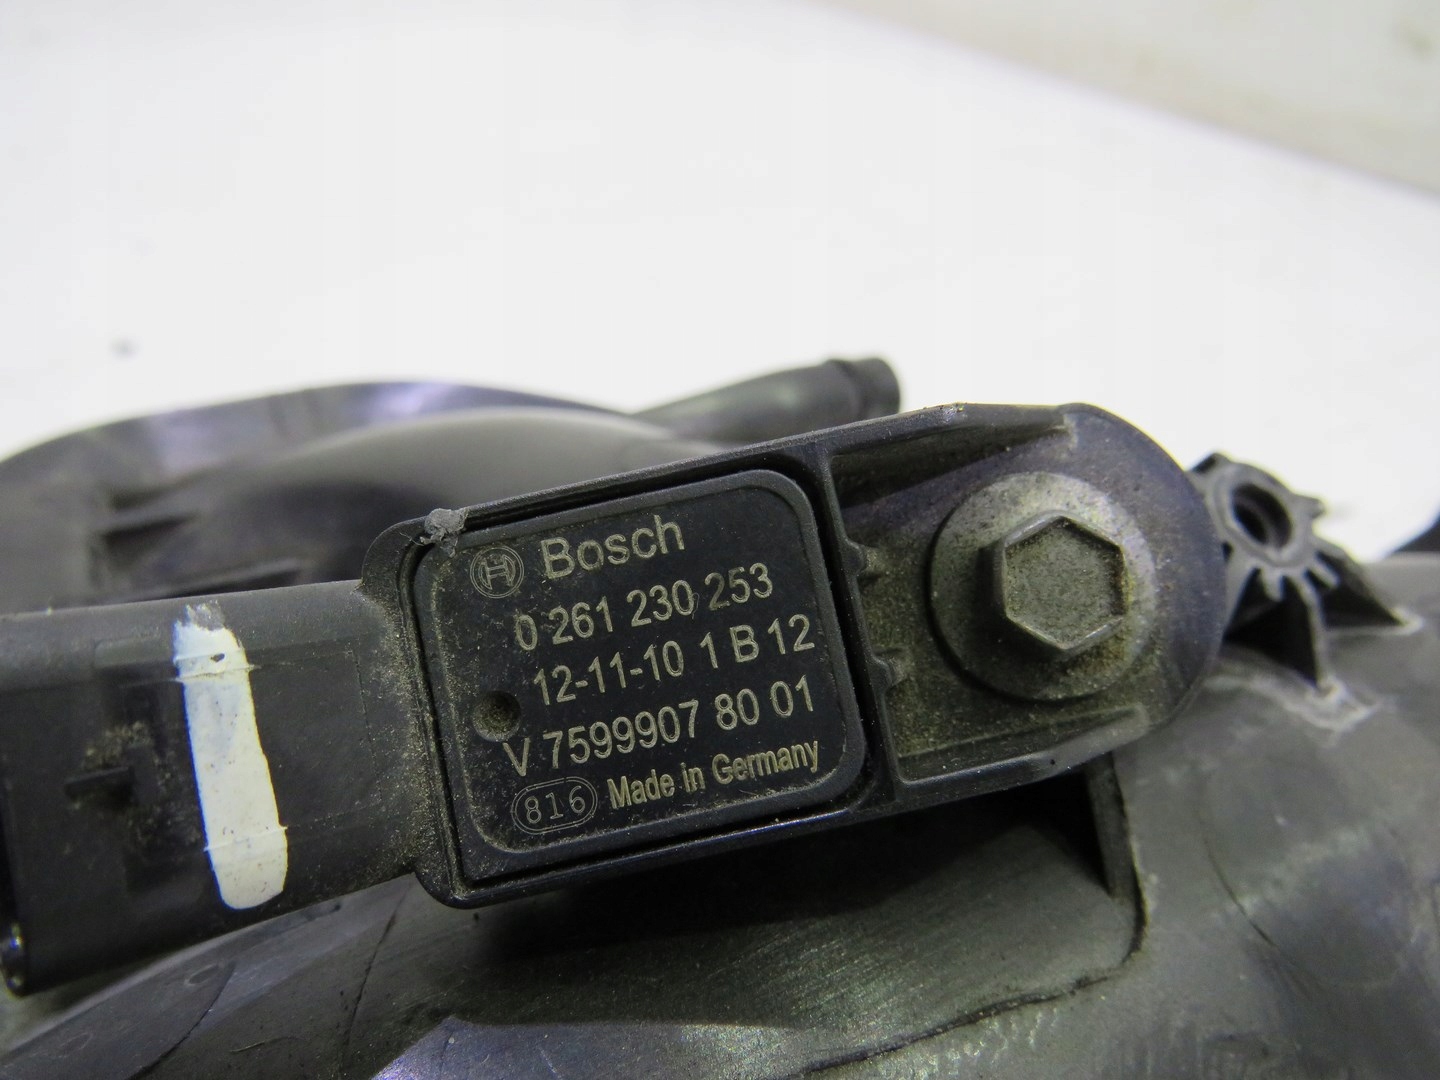 Bosch
0 261 230 253
12-11-10 1 B 12
V 7599907 80 01
816 Made in Germany